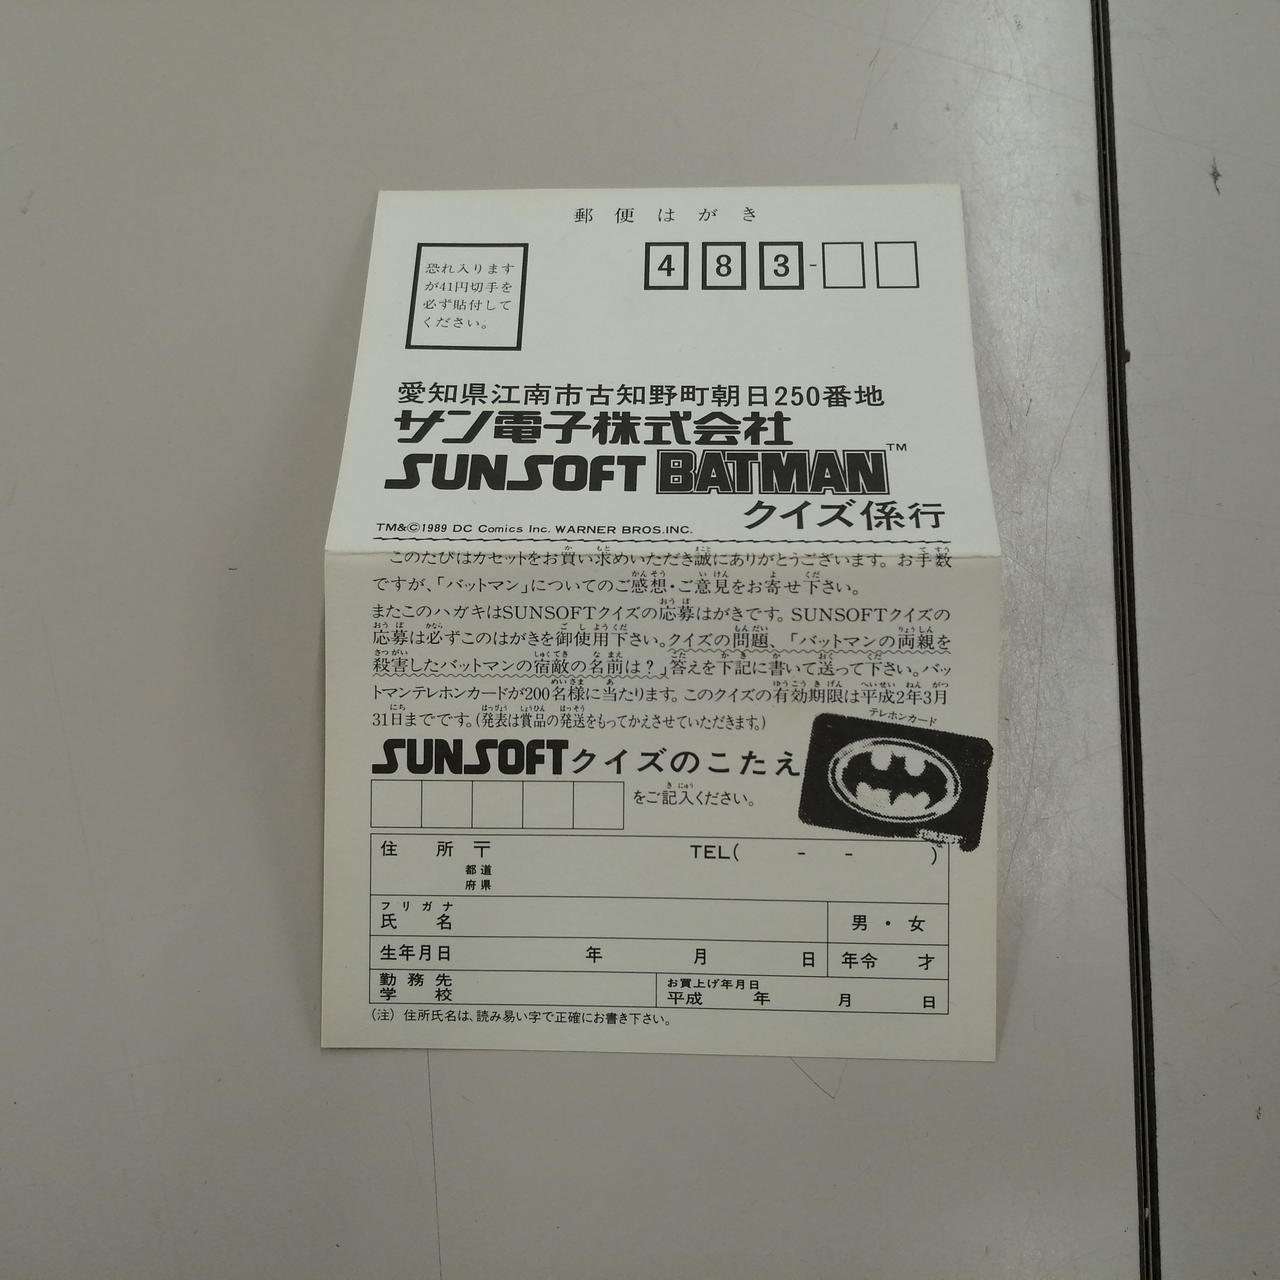 郵便はがき
恐れ入ります
が41円切手を
必ず貼付して
ください。
483-
愛知県江南市古知野町朝日250番地
サン電子株式会社
SUNSOFT BATMAN™
クイズ係行
TM&©1989 DC Comics Inc. WARNER BROS.INC.
このたびはカセットをお買い求めいただき誠にありがとうございます。お手数
ですが、「バットマン」についてのご感想・ご意見をお寄せ下さい。
またこのハガキはSUNSOFTクイズの応募はがきです。SUNSOFTクイズの
応募は必ずこのはがきを御使用下さい。クイズの問題、「バットマンの両親を
殺害したバットマンの宿敵の名前は?」答えを下記に書いて送って下さい。バッ
トマンテレホンカードが200名様に当たります。このクイズの有効期限は平成2年3月
31日までです。(発表は賞品の発送をもってかえさせていただきます。)
テレホンカード
SUNSOFTクイズのこたえ
SUNSOFT
をご記入ください。
住所 〒 TEL( - - )
都道
府県
フリガナ
氏名 男・女
生年月日 年 月 日 年令 才
勤務先
学校
お買上げ年月日
平成 年 月 日
(注) 住所氏名は、読み易い字で正確にお書き下さい。